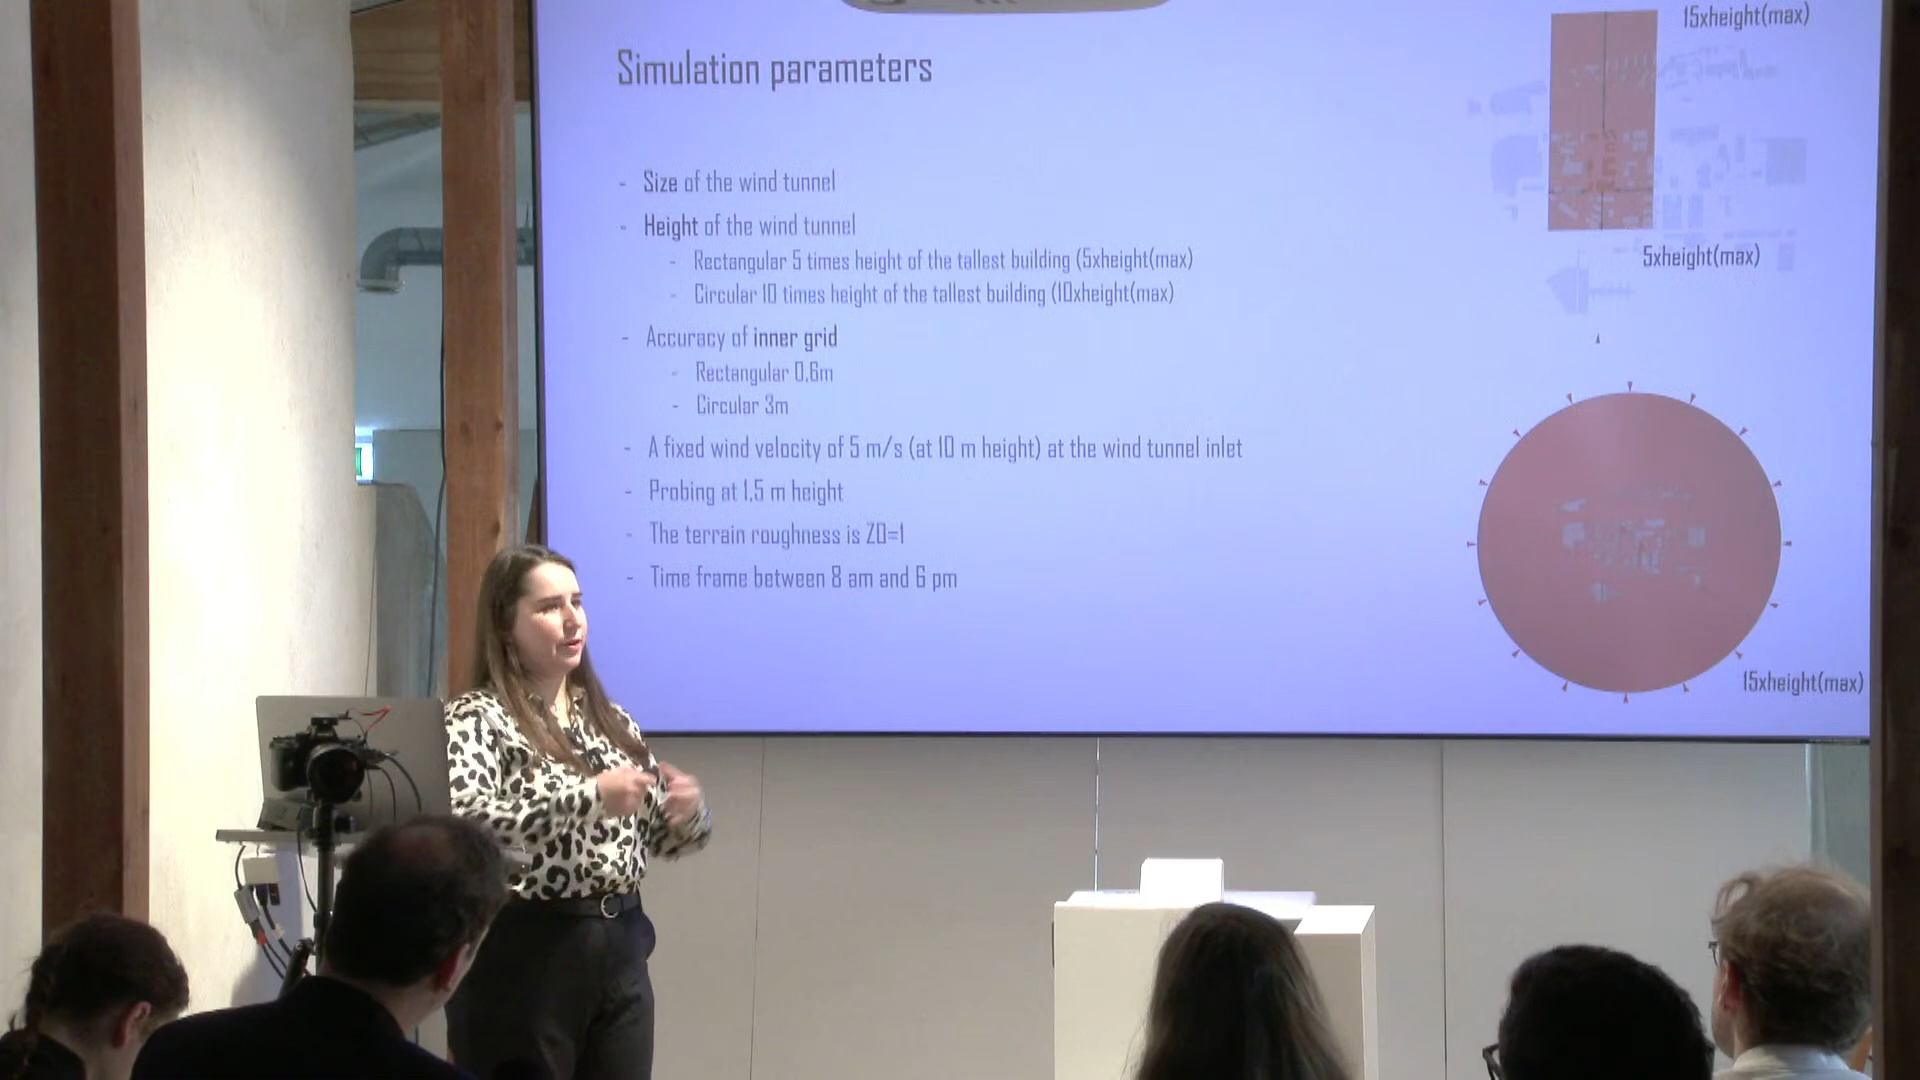 Simulation parameters
- Size of the wind tunnel
- Height of the wind tunnel
- Rectangular 5 times height of the tallest building (5xheight(max)
- Circular 10 times height of the tallest building (10xheight(max)
- Accuracy of inner grid
- Rectangular 0,6m
- Circular 3m
- A fixed wind velocity of 5 m/s (at 10 m height) at the wind tunnel inlet
- Probing at 1,5 m height
- The terrain roughness is Z0=1
- Time frame between 8 am and 6 pm
15xheight(max)
5xheight(max)
15xheight(max)